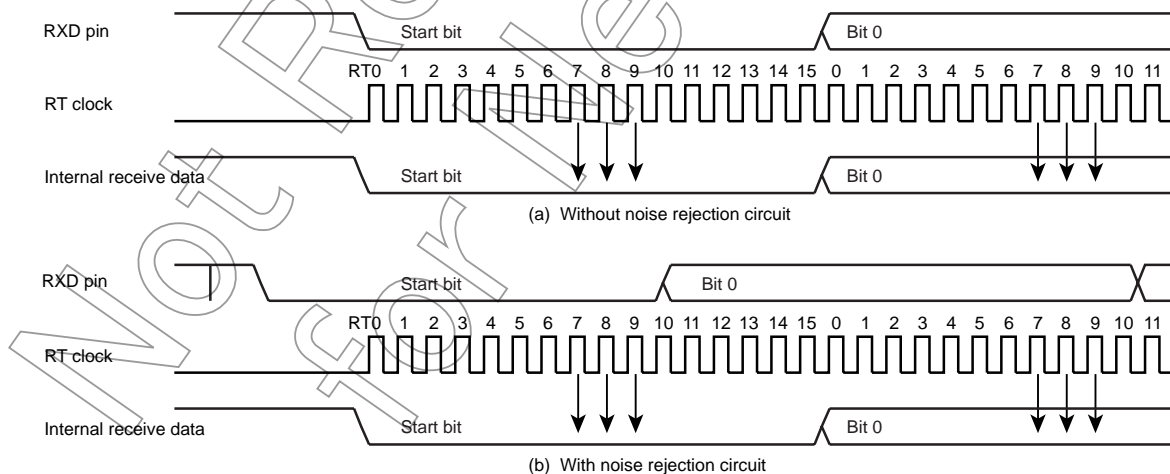 RXD pin Start bit Bit 0
RT0 1 2 3 4 5 6 7 8 9 10 11 12 13 14 15 0 1 2 3 4 5 6 7 8 9 10 11
RT clock
Internal receive data Start bit Bit 0
(a) Without noise rejection circuit
RXD pin Start bit Bit 0
RT0 1 2 3 4 5 6 7 8 9 10 11 12 13 14 15 0 1 2 3 4 5 6 7 8 9 10 11
RT clock
Internal receive data Start bit Bit 0
(b) With noise rejection circuit
Not
for